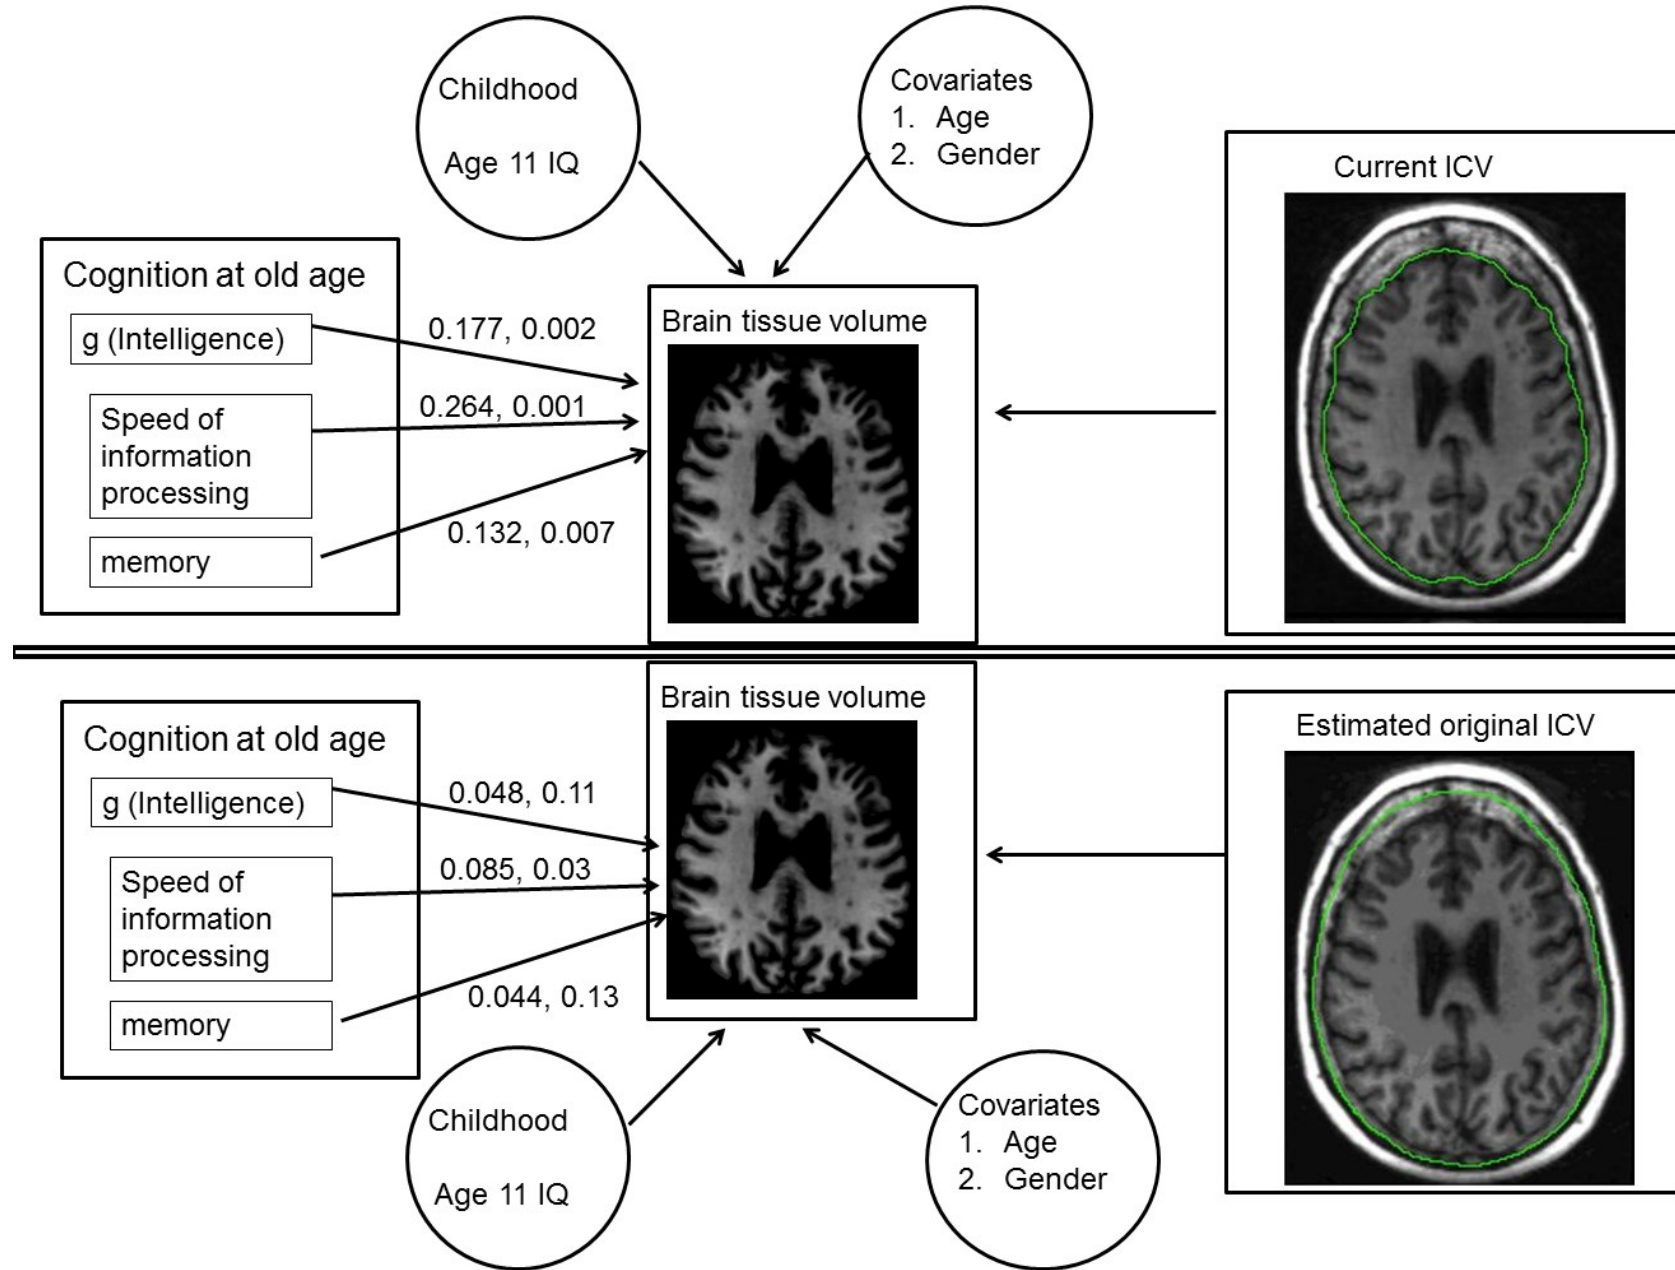 Childhood
Age 11 IQ
Covariates
1. Age
2. Gender
Current ICV
Cognition at old age
g (Intelligence)
Speed of
information
processing
memory
0.177, 0.002
0.264, 0.001
0.132, 0.007
Brain tissue volume
Brain tissue volume
Cognition at old age
g (Intelligence)
Speed of
information
processing
memory
0.048, 0.11
0.085, 0.03
0.044, 0.13
Estimated original ICV
Childhood
Age 11 IQ
Covariates
1. Age
2. Gender